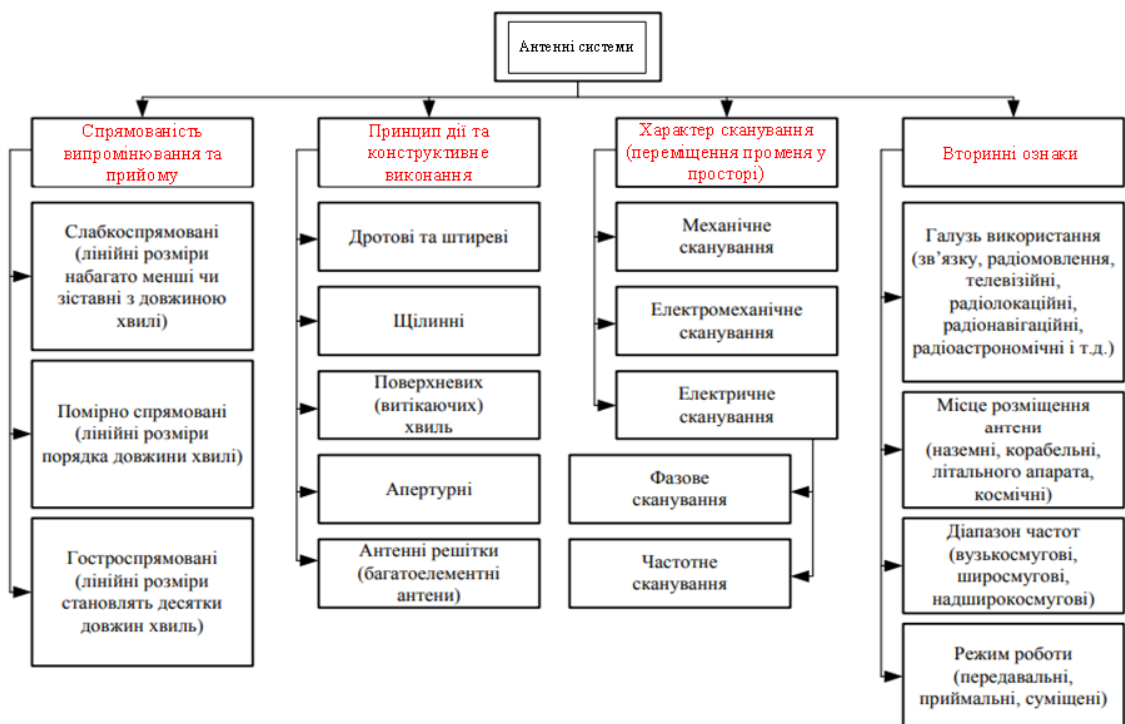 Антенні системи
Спрямованість
випромінювання та
прийому
Слабкоспрямовані
(лінійні розміри
набагато менші чи
зіставні з довжиною
хвилі)
Помірно спрямовані
(лінійні розміри
порядка довжини хвилі)
Гостроспрямовані
(лінійні розміри
становлять десятки
довжин хвиль)
Принцип дії та
конструктивне
виконання
Дротові та штиреві
Щілинні
Поверхневих
(витікаючих)
хвиль
Апертурні
Антенні решітки
(багатоелементні
антени)
Характер сканування
(переміщення променя у
просторі)
Механічне
сканування
Електромеханічне
сканування
Електричне
сканування
Фазове
сканування
Частотне
сканування
Вторинні ознаки
Галузь використання
(зв’язку, радіомовлення,
телевізійні,
радіолокаційні,
радіонавігаційні,
радіоастрономічні і т.д.)
Місце розміщення
антени
(наземні, корабельні,
літального апарата,
космічні)
Діапазон частот
(вузькосмугові,
широсмугові,
надширокосмугові)
Режим роботи
(передавальні,
приймальні, суміщені)